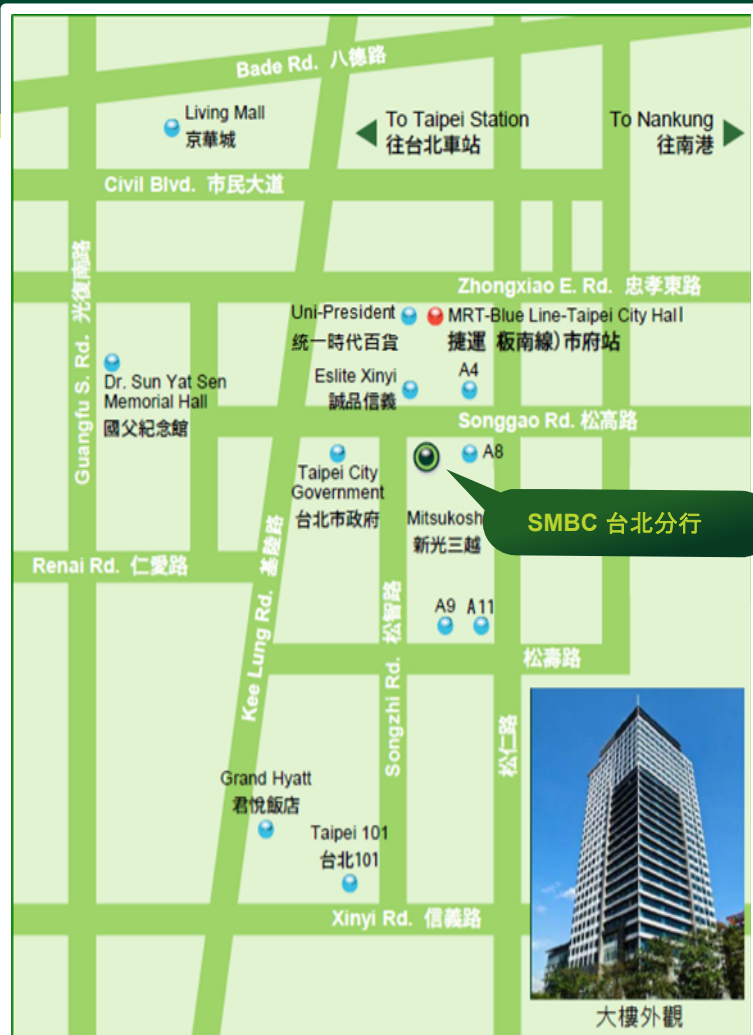 Bade Rd. 八德路
Living Mall
京華城
To Taipei Station
往台北車站
To Nankung
往南港
Civil Blvd. 市民大道
Guangfu S. Rd. 光復南路
Zhongxiao E. Rd. 忠孝東路
Uni-President
統一時代百貨
MRT-Blue Line-Taipei City Hall
捷運 板南線)市府站
Dr. Sun Yat Sen
Memorial Hall
國父紀念館
Eslite Xinyi
誠品信義
A4
Songgao Rd. 松高路
Taipei City
Government
台北市政府
A8
Mitsukosh
新光三越
SMBC 台北分行
Renai Rd. 仁愛路
Kee Lung Rd. 基隆路
Songzhi Rd. 松智路
A9
A11
松壽路
松仁路
Grand Hyatt
君悅飯店
Taipei 101
台北101
Xinyi Rd. 信義路
大樓外觀